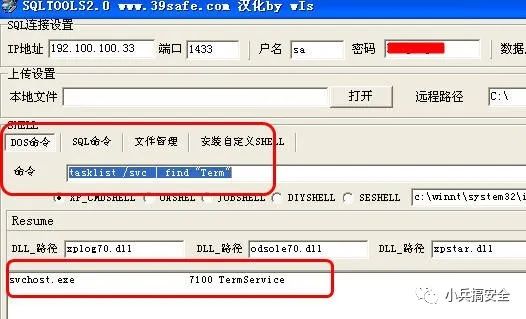 SQLTOOLS2.0 www.39safe.com 汉化by wIs
SQL连接设置
IP地址 192.100.100.33 端口 1433 户名 sa 密码 数据
上传设置
本地文件 打开 远程路径 C:\
SHELL
DOS命令 SQL命令 文件管理 安装自定义SHELL
命令 tasklist /svc | find "Term"
XP_CMDSHELL OASHELL JOBSHELL DIYSHELL SESHELL c:\winnt\system32\i
Resume
DLL_路径 xplog70.dll DLL_路径 odsole70.dll DLL_路径 xpstar.dll
svchost.exe 7100 TermService
小兵搞安全